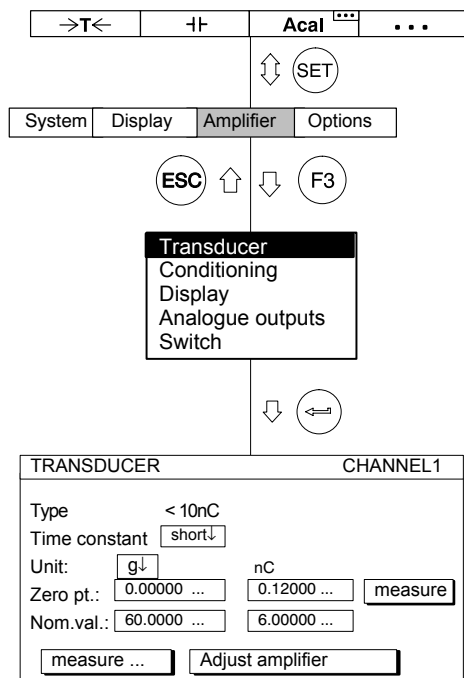 →T← ⊣⊢ Acal ... ...
SET
System Display Amplifier Options
ESC F3
Transducer
Conditioning
Display
Analogue outputs
Switch
TRANSDUCER CHANNEL1
Type < 10nC
Time constant short↓
Unit: g↓ nC
Zero pt.: 0.00000 ... 0.12000 ... measure
Nom.val.: 60.0000 ... 6.00000 ...
measure ... Adjust amplifier